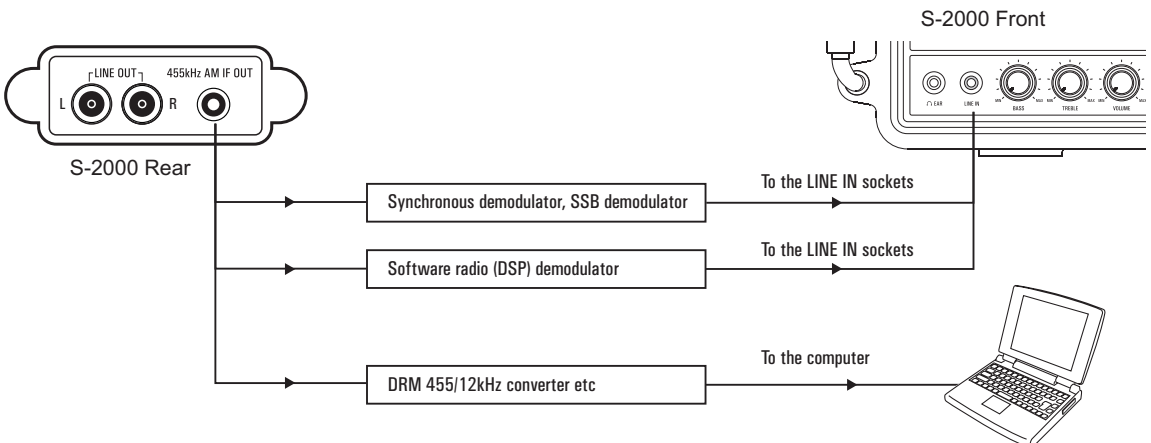 S-2000 Front
LINE OUT
455kHz AM IF OUT
L
R
S-2000 Rear
EAR
LINE IN
MIN
MAX
BASS
MIN
MAX
TREBLE
MIN
MAX
VOLUME
Synchronous demodulator, SSB demodulator
To the LINE IN sockets
Software radio (DSP) demodulator
To the LINE IN sockets
DRM 455/12kHz converter etc
To the computer